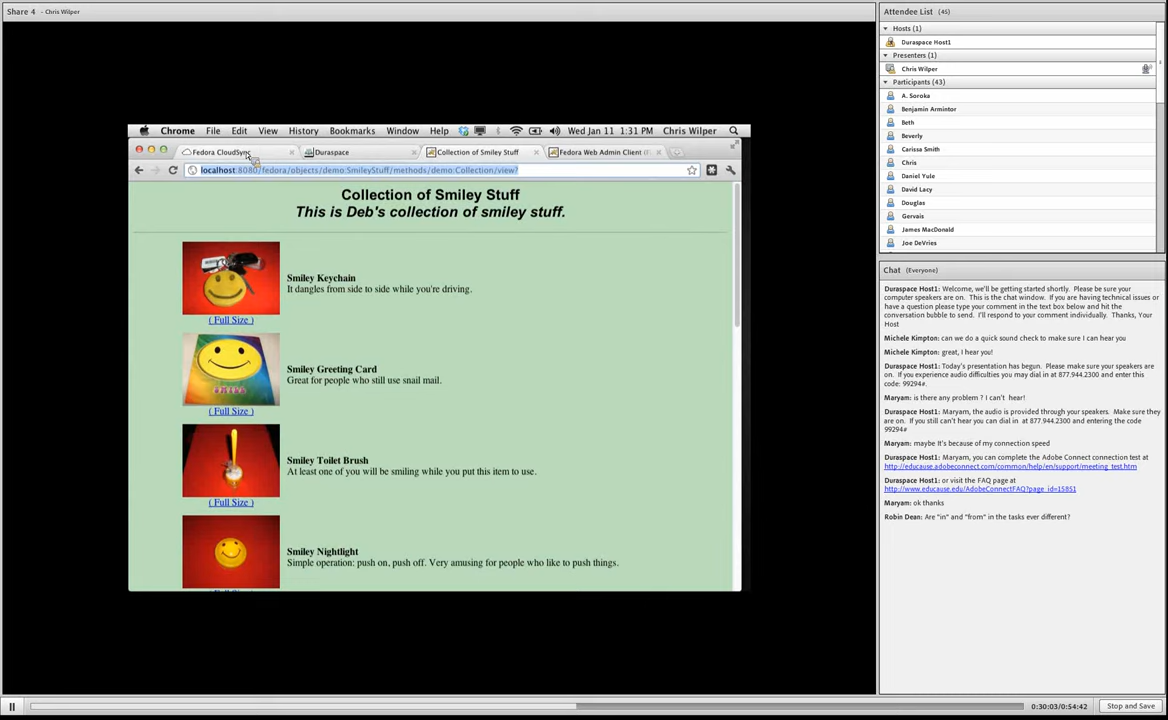 Share 4 - Chris Wilper
Chrome File Edit View History Bookmarks Window Help Wed Jan 11 1:31 PM Chris Wilper
Fedora CloudSync Duraspace Collection of Smiley Stuff Fedora Web Admin Client (F
localhost:8080/fedora/objects/demo:SmileyStuff/methods/demo:Collection/view?
Collection of Smiley Stuff
This is Deb's collection of smiley stuff.
Smiley Keychain
It dangles from side to side while you're driving.
( Full Size )
Smiley Greeting Card
Great for people who still use snail mail.
( Full Size )
Smiley Toilet Brush
At least one of you will be smiling while you put this item to use.
( Full Size )
Smiley Nightlight
Simple operation: push on, push off. Very amusing for people who like to push things.
Attendee List (45)
Hosts (1)
Duraspace Host1
Presenters (1)
Chris Wilper
Participants (43)
A. Soroka
Benjamin Armintor
Beth
Beverly
Carissa Smith
Chris
Daniel Yule
David Lacy
Douglas
Gervais
James MacDonald
Joe DeVries
Chat (Everyone)
Duraspace Host1: Welcome, we'll be getting started shortly. Please be sure your
computer speakers are on. This is the chat window. If you are having technical issues or
have a question please type your comment in the text box below and hit the
conversation bubble to send. I'll respond to your comment individually. Thanks, Your
Host
Michele Kimpton: can we do a quick sound check to make sure I can hear you
Michele Kimpton: great, I hear you!
Duraspace Host1: Today's presentation has begun. Please make sure your speakers are
on. If you experience audio difficulties you may dial in at 877.944.2300 and enter this
code: 99294#.
Maryam: is there any problem ? I can't hear!
Duraspace Host1: Maryam, the audio is provided through your speakers. Make sure they
are on. If you still can't hear you can dial in at 877.944.2300 and entering the code
99294#
Maryam: maybe It's because of my connection speed
Duraspace Host1: Maryam, you can complete the Adobe Connection connection test at
http://educause.adobeconnect.com/common/help/en/support/meeting_test.htm
Duraspace Host1: or visit the FAQ page at
http://www.educause.edu/AdobeConnectFAQ?page_id=15851
Maryam: ok thanks
Robin Dean: Are "in" and "from" in the tasks ever different?
0:30:03/0:54:42 Stop and Save